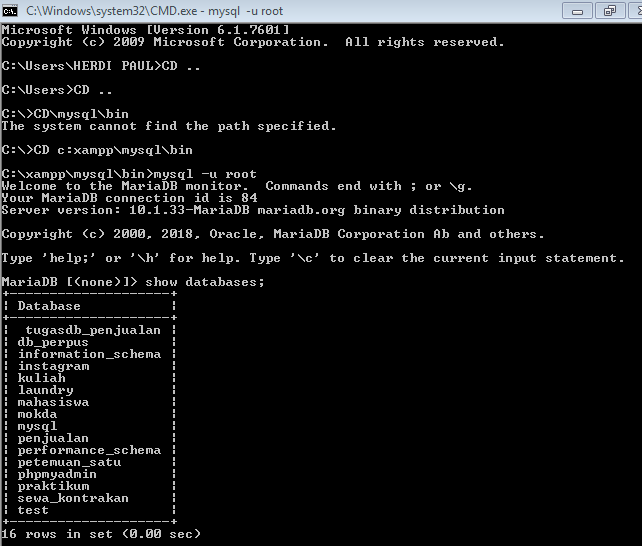 C:\Windows\system32\CMD.exe - mysql -u root
Microsoft Windows [Version 6.1.7601]
Copyright (c) 2009 Microsoft Corporation.  All rights reserved.
C:\Users\HERDI PAUL>CD ..
C:\Users>CD ..
C:\>CD\mysql\bin
The system cannot find the path specified.
C:\>CD c:xampp\mysql\bin
C:\xampp\mysql\bin>mysql -u root
Welcome to the MariaDB monitor.  Commands end with ; or \g.
Your MariaDB connection id is 84
Server version: 10.1.33-MariaDB mariadb.org binary distribution
Copyright (c) 2000, 2018, Oracle, MariaDB Corporation Ab and others.
Type 'help;' or '\h' for help. Type '\c' to clear the current input statement.
MariaDB [(none)]> show databases;
+--------------------+
| Database           |
+--------------------+
|  tugasdb_penjualan |
| db_perpus          |
| information_schema |
| instagram          |
| kuliah             |
| laundry            |
| mahasiswa          |
| mokda              |
| mysql              |
| penjualan          |
| performance_schema |
| petemuan_satu      |
| phpmyadmin         |
| praktikum          |
| sewa_kontrakan     |
| test               |
+--------------------+
16 rows in set (0.00 sec)